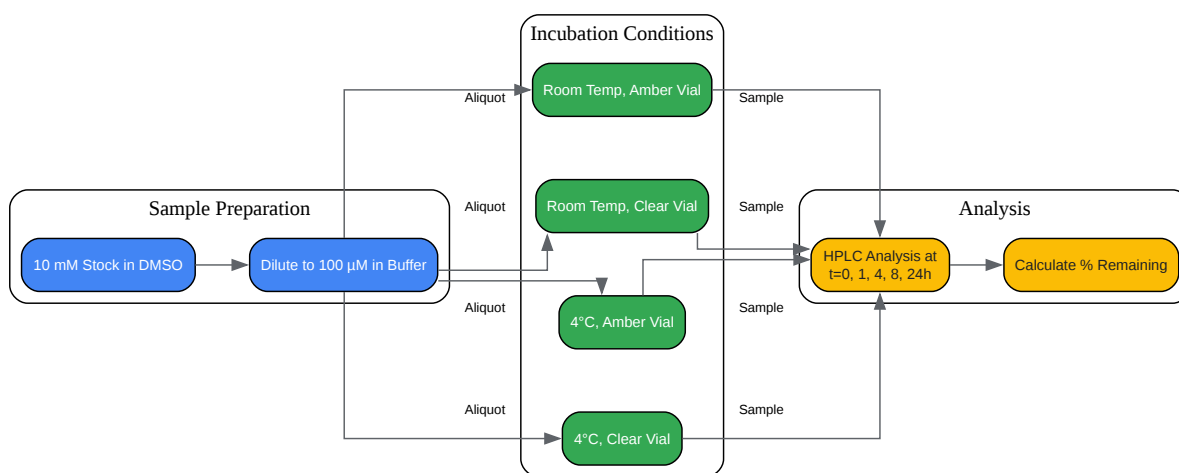 Incubation Conditions
Room Temp, Amber Vial
Aliquot
Sample
Room Temp, Clear Vial
Aliquot
Sample
Sample Preparation
Analysis
10 mM Stock in DMSO
Dilute to 100 µM in Buffer
HPLC Analysis at
t=0, 1, 4, 8, 24h
Calculate % Remaining
Aliquot
Sample
4°C, Amber Vial
Aliquot
Sample
4°C, Clear Vial